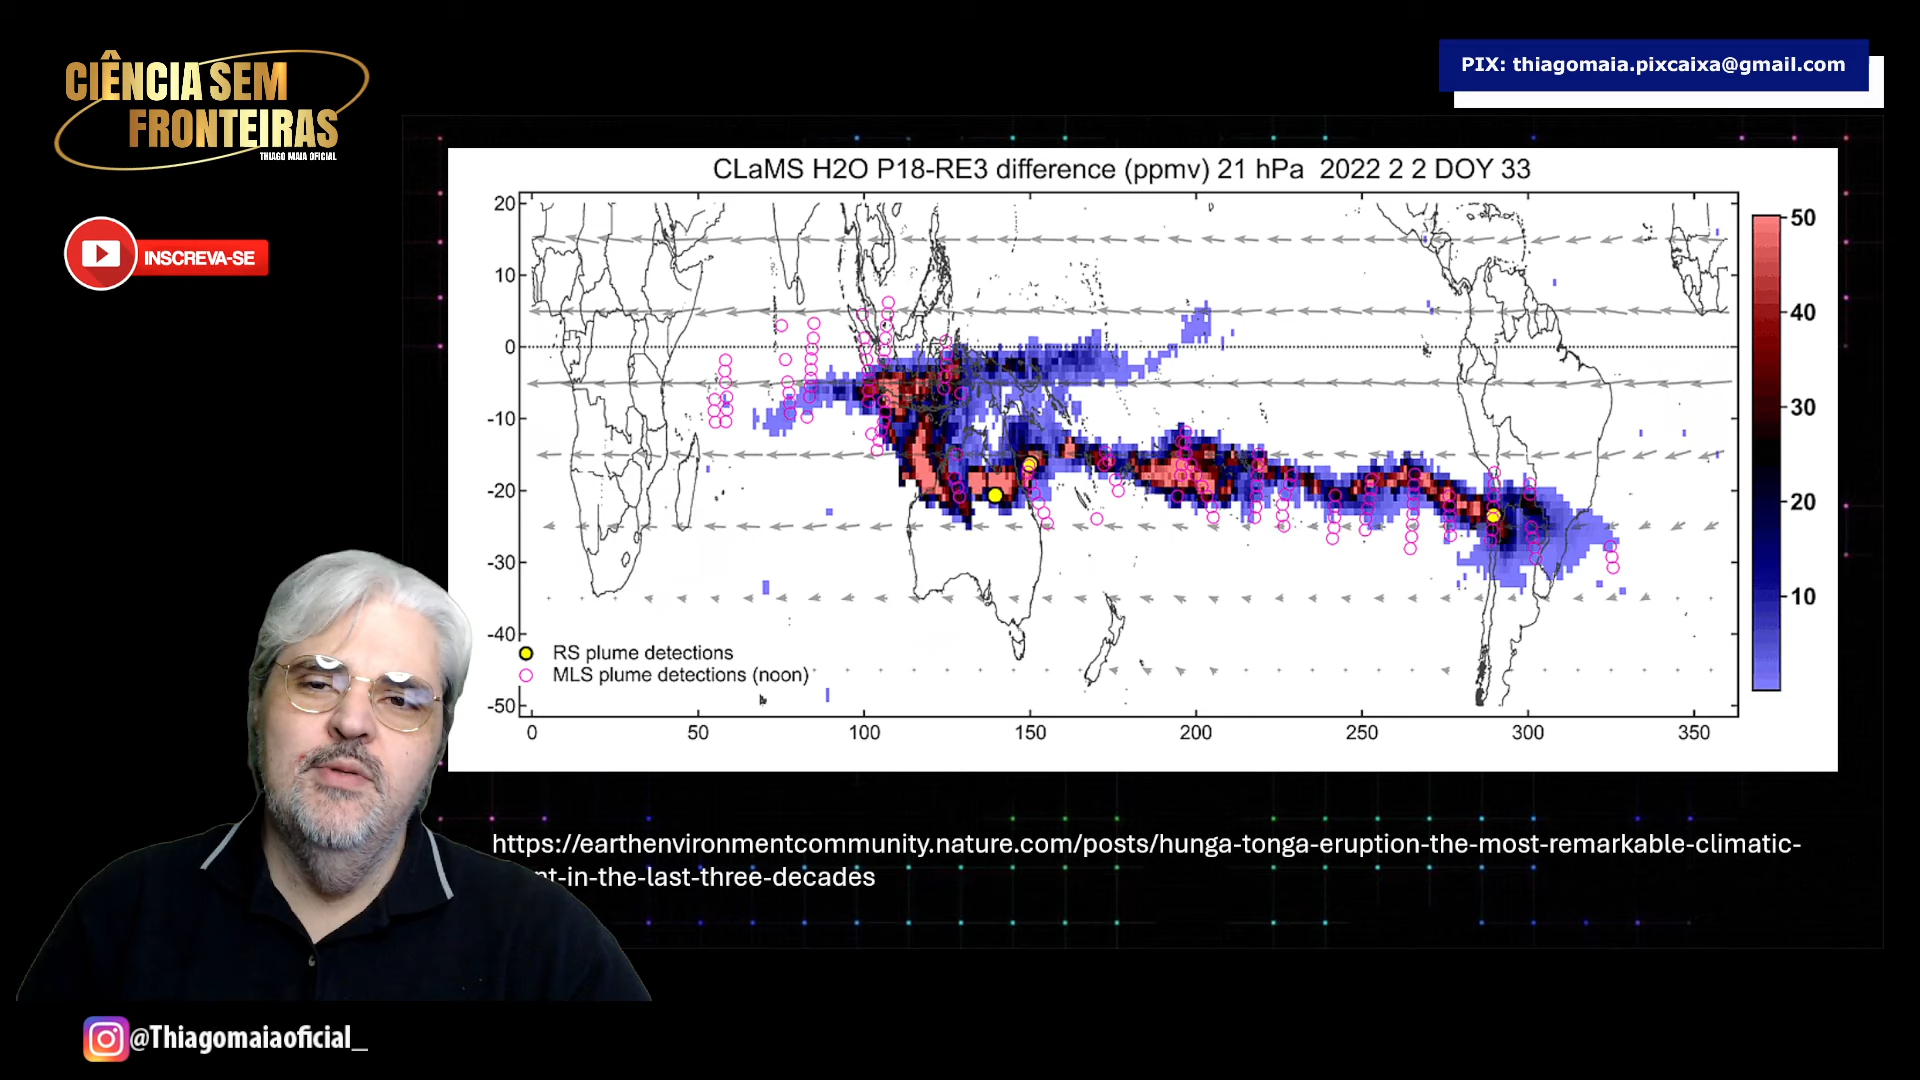 CIÊNCIA SEM
FRONTEIRAS
THIAGO MAIA OFICIAL
INSCREVA-SE
PIX: thiagomaia.pixcaixa@gmail.com
CLaMS H2O P18-RE3 difference (ppmv) 21 hPa 2022 2 2 DOY 33
20
10
0
-10
-20
-30
-40
-50
0 50 100 150 200 250 300 350
50
40
30
20
10
RS plume detections
MLS plume detections (noon)
https://earthenvironmentcommunity.nature.com/posts/hunga-tonga-eruption-the-most-remarkable-climatic-
nt-in-the-last-three-decades
@Thiagomaiaoficial_